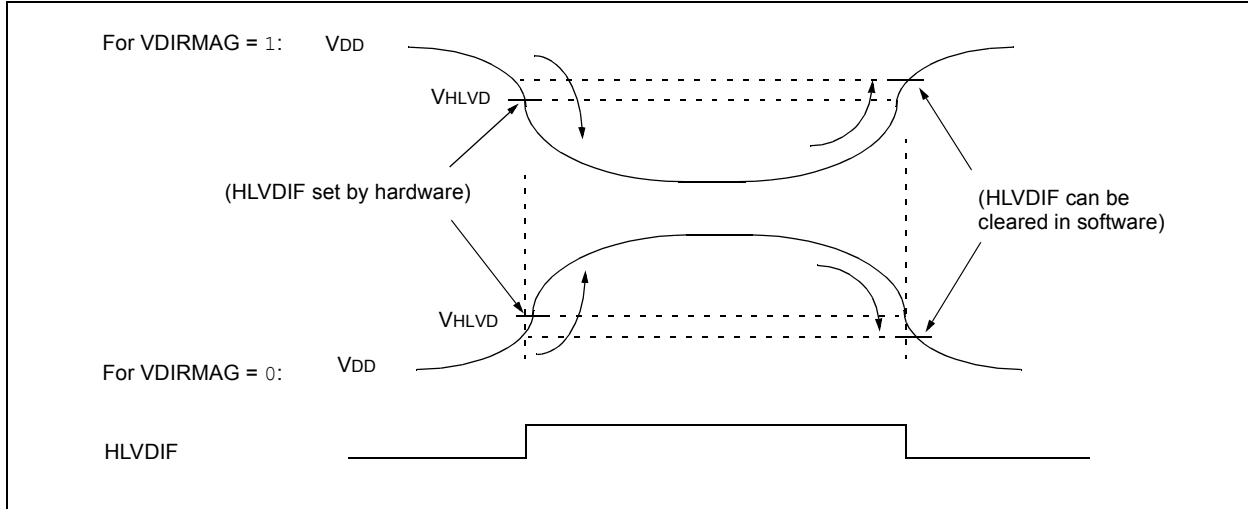 For VDIRMAG = 1: VDD
VHLVD
(HLVDIF set by hardware)
(HLVDIF can be
cleared in software)
VHLVD
For VDIRMAG = 0: VDD
HLVDIF